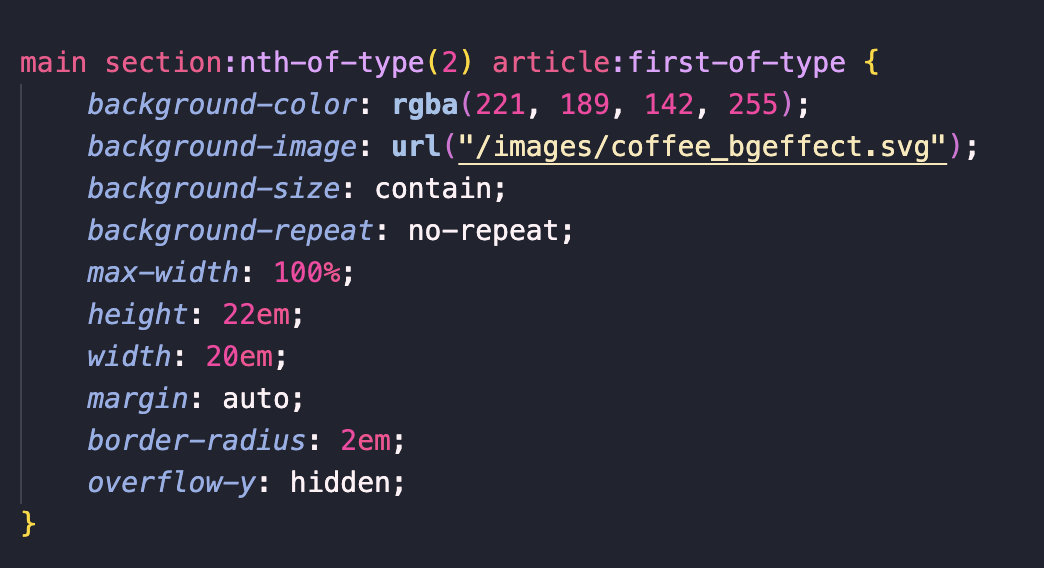 main section:nth-of-type(2) article:first-of-type {
    background-color: rgba(221, 189, 142, 255);
    background-image: url("/images/coffee_bgeffect.svg");
    background-size: contain;
    background-repeat: no-repeat;
    max-width: 100%;
    height: 22em;
    width: 20em;
    margin: auto;
    border-radius: 2em;
    overflow-y: hidden;
}